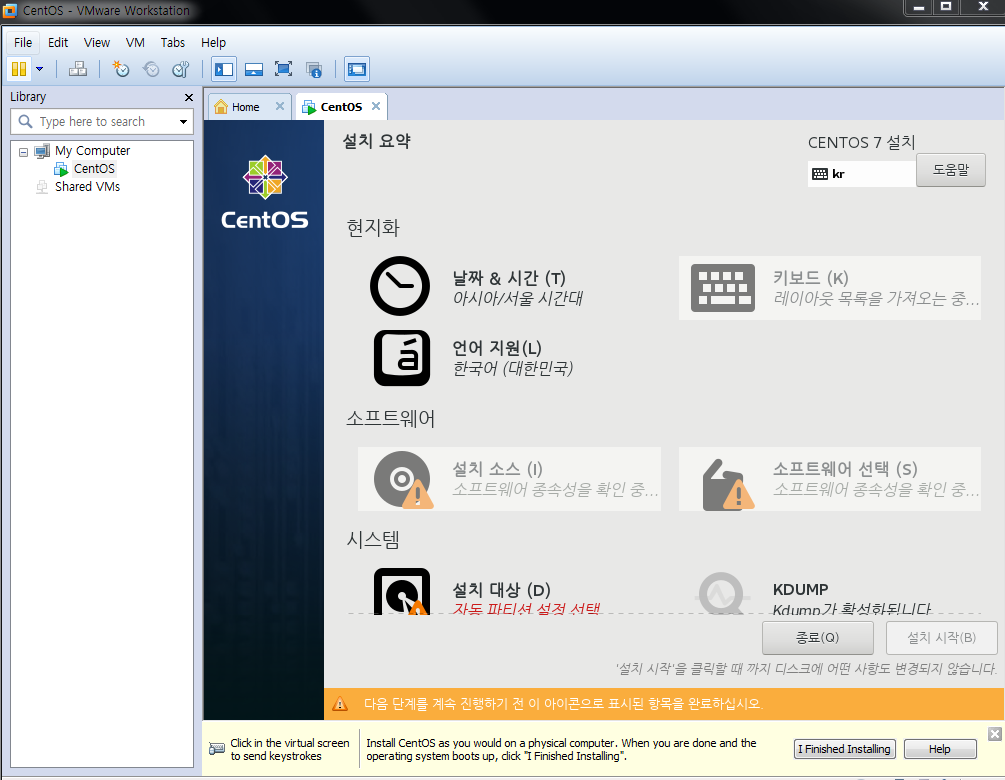 CentOS - VMware Workstation
File Edit View VM Tabs Help
Library
Type here to search
My Computer
CentOS
Shared VMs
Home
CentOS
CentOS
설치 요약
CENTOS 7 설치
kr
도움말
현지화
날짜 & 시간 (T)
아시아/서울 시간대
키보드 (K)
레이아웃 목록을 가져오는 중...
언어 지원(L)
한국어 (대한민국)
소프트웨어
설치 소스 (I)
소프트웨어 종속성을 확인 중...
소프트웨어 선택 (S)
소프트웨어 종속성을 확인 중...
시스템
설치 대상 (D)
자동 파티션 설정 선택
KDUMP
Kdump가 활성화됩니다
종료(Q)
설치 시작(B)
'설치 시작'을 클릭할 때 까지 디스크에 어떤 사항도 변경되지 않습니다.
다음 단계를 계속 진행하기 전 이 아이콘으로 표시된 항목을 완료하십시오.
Click in the virtual screen
to send keystrokes
Install CentOS as you would on a physical computer. When you are done and the
operating system boots up, click "I Finished Installing".
I Finished Installing
Help